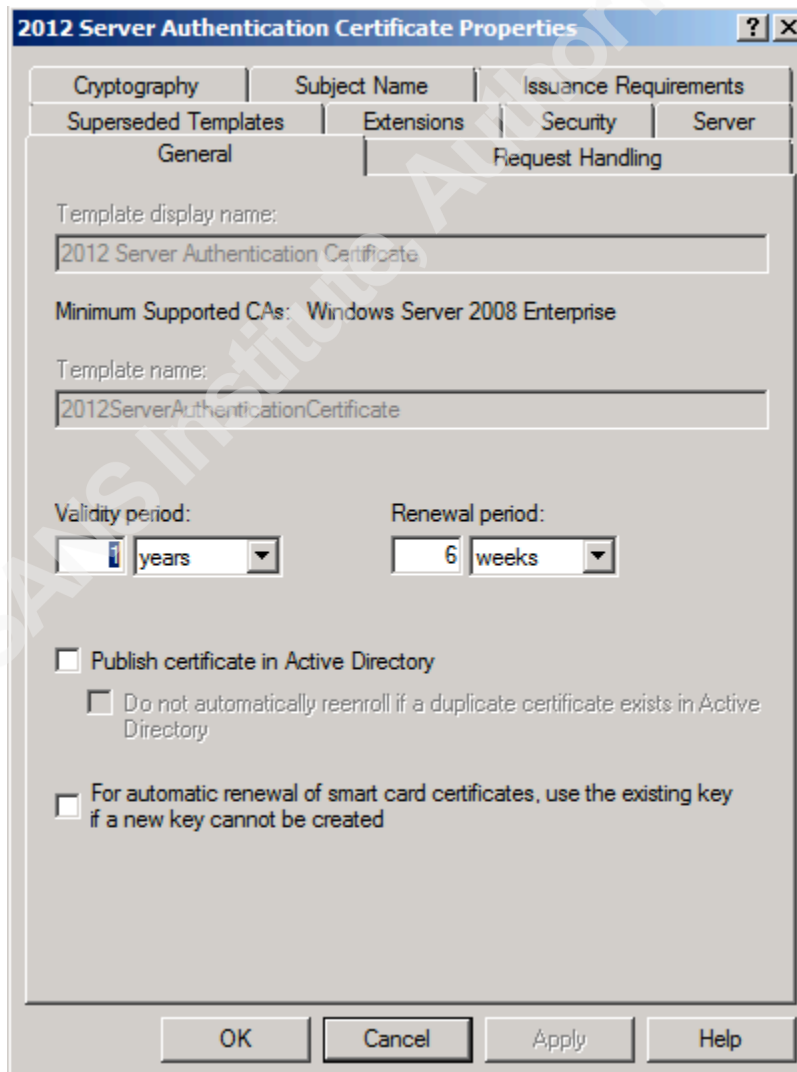 2012 Server Authentication Certificate Properties
Cryptography Subject Name Issuance Requirements
Superseded Templates Extensions Security Server
General Request Handling
Template display name:
2012 Server Authentication Certificate
Minimum Supported CAs: Windows Server 2008 Enterprise
Template name:
2012ServerAuthenticationCertificate
Validity period: Renewal period:
1 years 6 weeks
Publish certificate in Active Directory
Do not automatically reenroll if a duplicate certificate exists in Active
Directory
For automatic renewal of smart card certificates, use the existing key
if a new key cannot be created
OK Cancel Apply Help
SANS Institute, Author